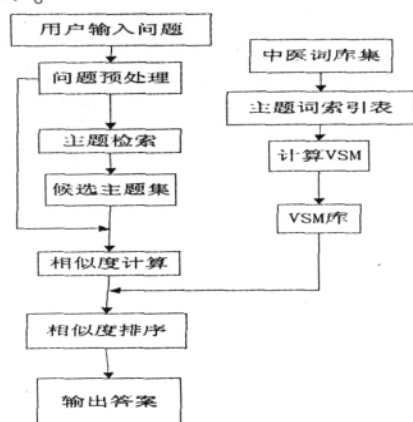 用户输入问题
问题预处理
主题检索
候选主题集
相似度计算
相似度排序
输出答案
中医词库集
主题词索引表
计算VSM
VSM库